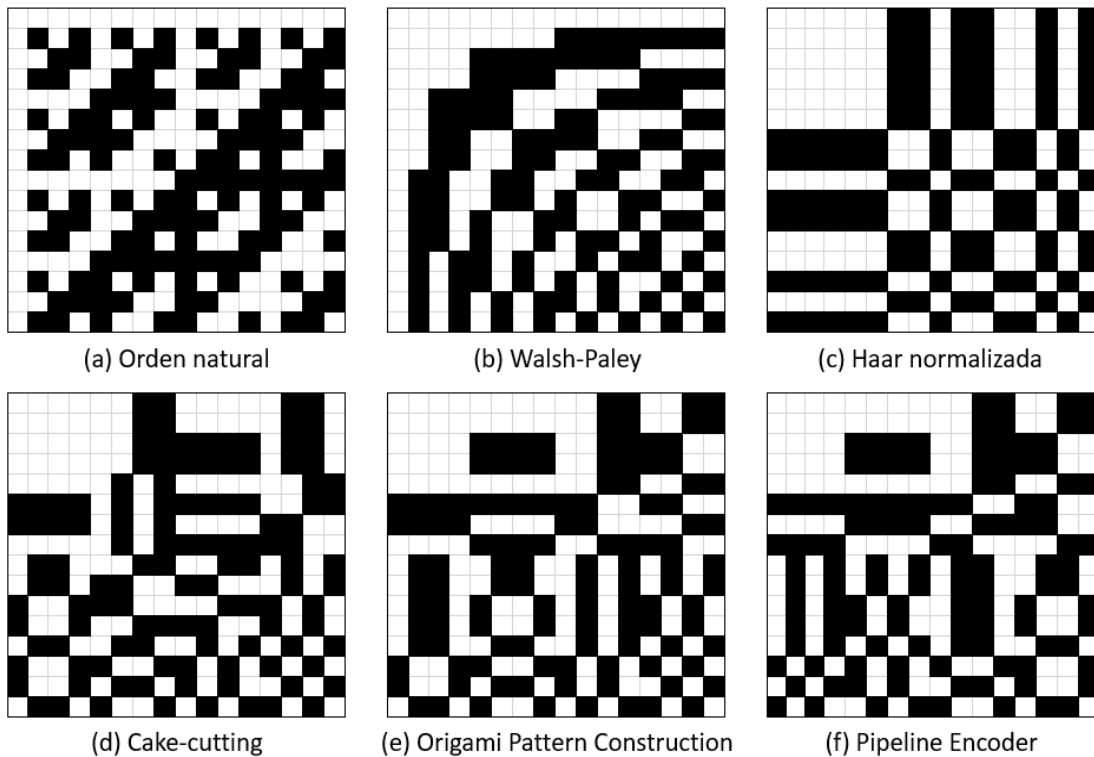 (a) Orden natural
(b) Walsh-Paley
(c) Haar normalizada
(d) Cake-cutting
(e) Origami Pattern Construction
(f) Pipeline Encoder